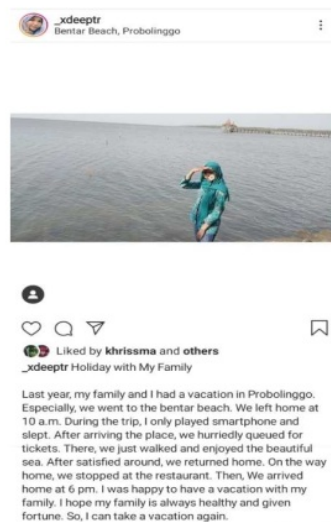 _xdeeptr
Bentar Beach, Probolinggo
Liked by khrissma and others
_xdeeptr Holiday with My Family
Last year, my family and I had a vacation in Probolinggo.
Especially, we went to the bentar beach. We left home at
10 a.m. During the trip, I only played smartphone and
slept. After arriving the place, we hurriedly queued for
tickets. There, we just walked and enjoyed the beautiful
sea. After satisfied around, we returned home. On the way
home, we stopped at the restaurant. Then, We arrived
home at 6 pm. I was happy to have a vacation with my
family. I hope my family is always healthy and given
fortune. So, I can take a vacation again.